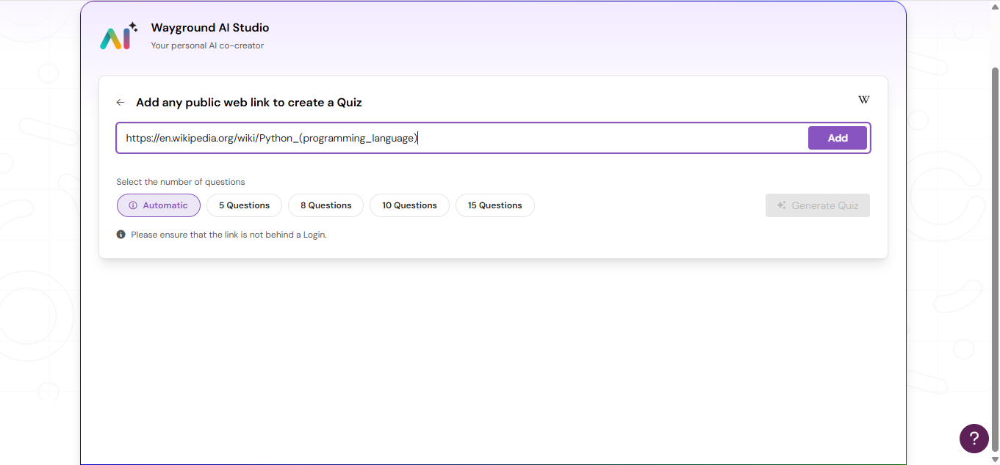 AI
Wayground AI Studio
Your personal AI co-creator
Add any public web link to create a Quiz
W
https://en.wikipedia.org/wiki/Python_(programming_language)
Add
Select the number of questions
Automatic
5 Questions
8 Questions
10 Questions
15 Questions
Generate Quiz
Please ensure that the link is not behind a Login.
?